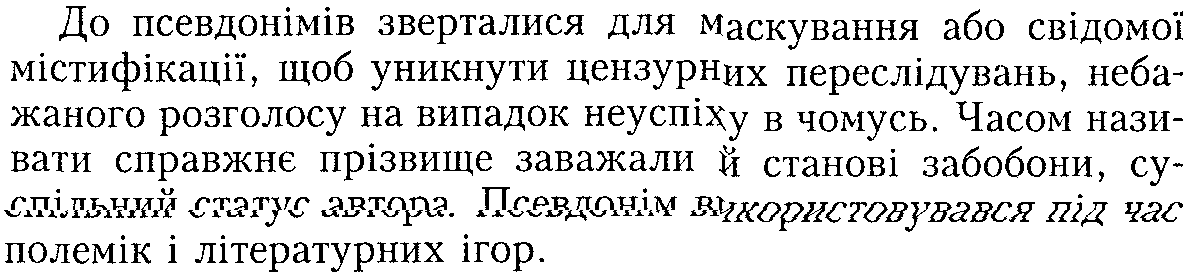 До псевдонімів зверталися для маскування або свідомої
містифікації, щоб уникнути цензурних переслідувань, неба-
жаного розголосу на випадок неуспіху в чомусь. Часом нази-
вати справжнє прізвище заважали й станові забобони, су-
спільний статус автора. Псевдонім використовувався під час
полемік і літературних ігор.